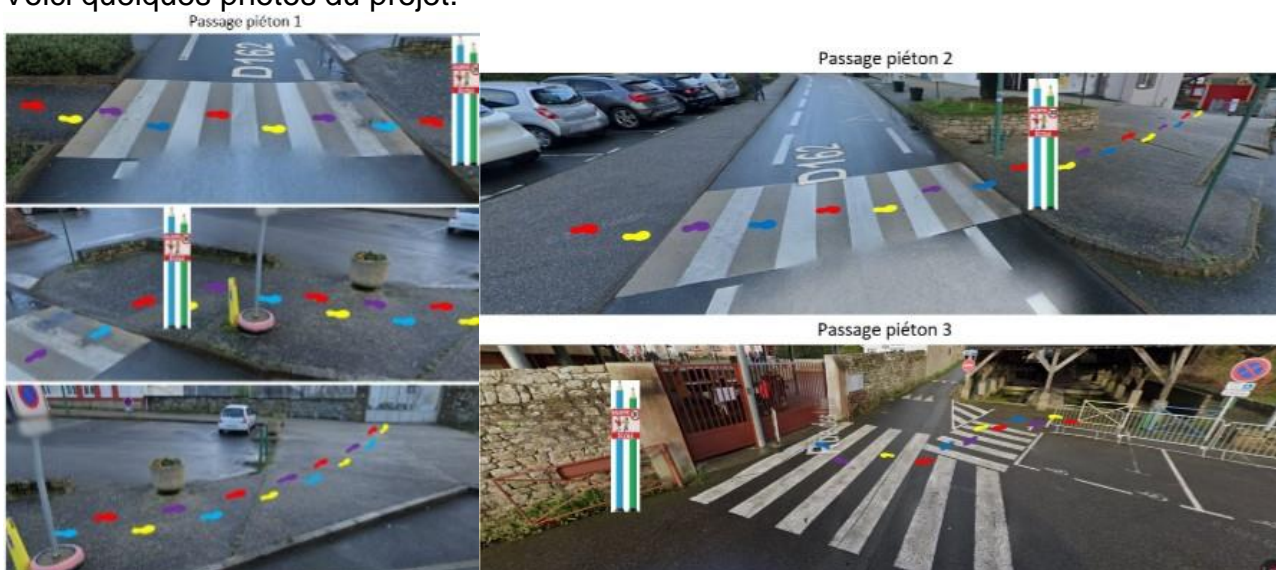 Voici quelques photos du projet.
Passage piéton 1
D162
Passage piéton 2
D162
Passage piéton 3